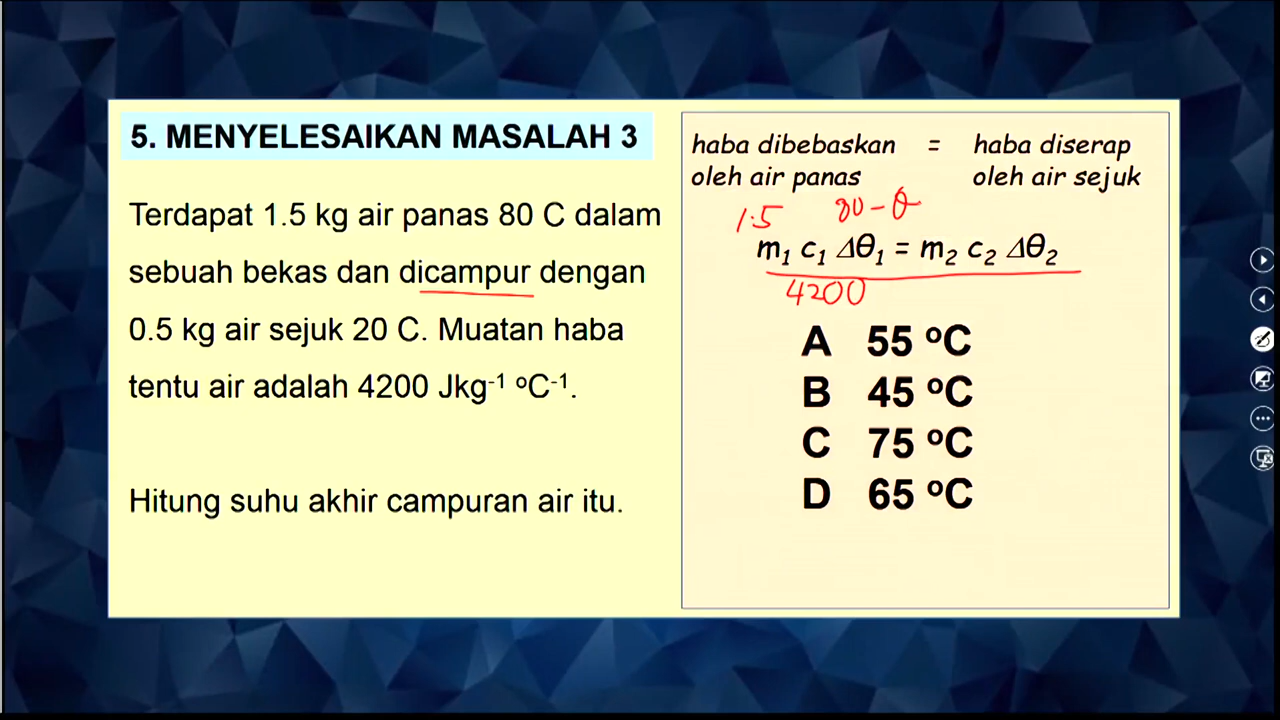 5. MENYELESAIKAN MASALAH 3
Terdapat 1.5 kg air panas 80 C dalam
sebuah bekas dan dicampur dengan
0.5 kg air sejuk 20 C. Muatan haba
tentu air adalah 4200 Jkg⁻¹ ᵒC⁻¹.
Hitung suhu akhir campuran air itu.
haba dibebaskan = haba diserap
oleh air panas oleh air sejuk
1.5 80 - θ
m₁ c₁ Δθ₁ = m₂ c₂ Δθ₂
4200
A 55 ᵒC
B 45 ᵒC
C 75 ᵒC
D 65 ᵒC